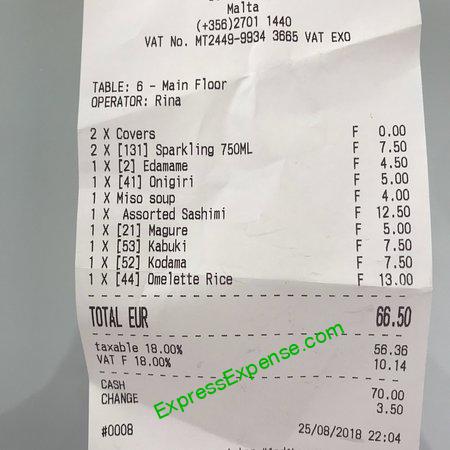 Malta
(+356)2701 1440
VAT No. MT2449-9934 3665 VAT EXO
TABLE: 6 - Main Floor
OPERATOR: Rina
2 X Covers F 0.00
2 X [131] Sparkling 750ML F 7.50
1 X [2] Edamame F 4.50
1 X [41] Onigiri F 5.00
1 X Miso soup F 4.00
1 X Assorted Sashimi F 12.50
1 X [21] Magure F 5.00
1 X [53] Kabuki F 7.50
1 X [52] Kodama F 7.50
1 X [44] Omelette Rice F 13.00
TOTAL EUR 66.50
taxable 18.00% 56.36
VAT F 18.00% 10.14
CASH 70.00
CHANGE 3.50
#0008 25/08/2018 22:04
ExpressExpense.com